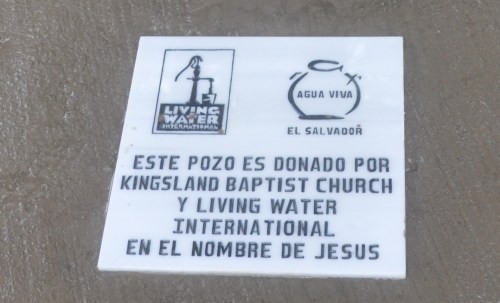 LIVING
WATER
INTERNATIONAL
AGUA VIVA
EL SALVADOR
ESTE POZO ES DONADO POR
KINGSLAND BAPTIST CHURCH
Y LIVING WATER
INTERNATIONAL
EN EL NOMBRE DE JESUS